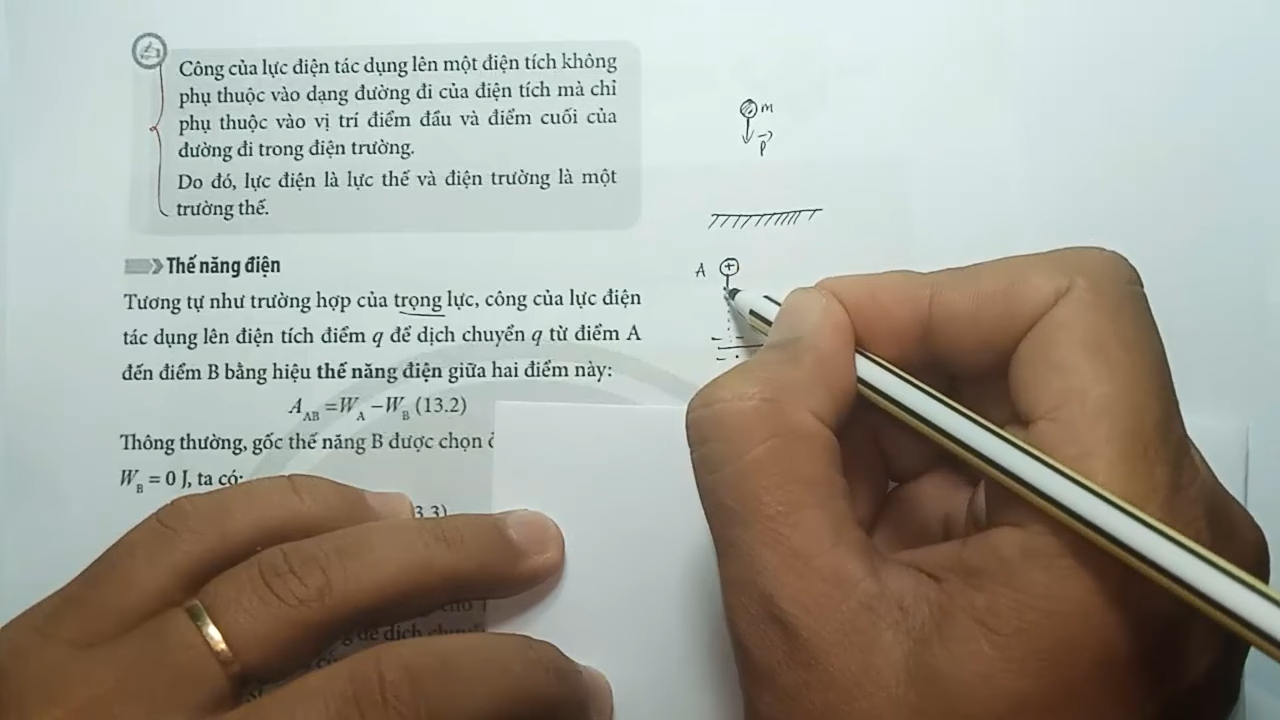 Công của lực điện tác dụng lên một điện tích không
phụ thuộc vào dạng đường đi của điện tích mà chỉ
phụ thuộc vào vị trí điểm đầu và điểm cuối của
đường đi trong điện trường.
Do đó, lực điện là lực thế và điện trường là một
trường thế.
m
P
Thế năng điện
A +
Tương tự như trường hợp của trọng lực, công của lực điện
tác dụng lên điện tích điểm q để dịch chuyển q từ điểm A
đến điểm B bằng hiệu thế năng điện giữa hai điểm này:
A_AB = W_A – W_B (13.2)
Thông thường, gốc thế năng B được chọn
W_B = 0 J, ta có:
3.3)
để dịch